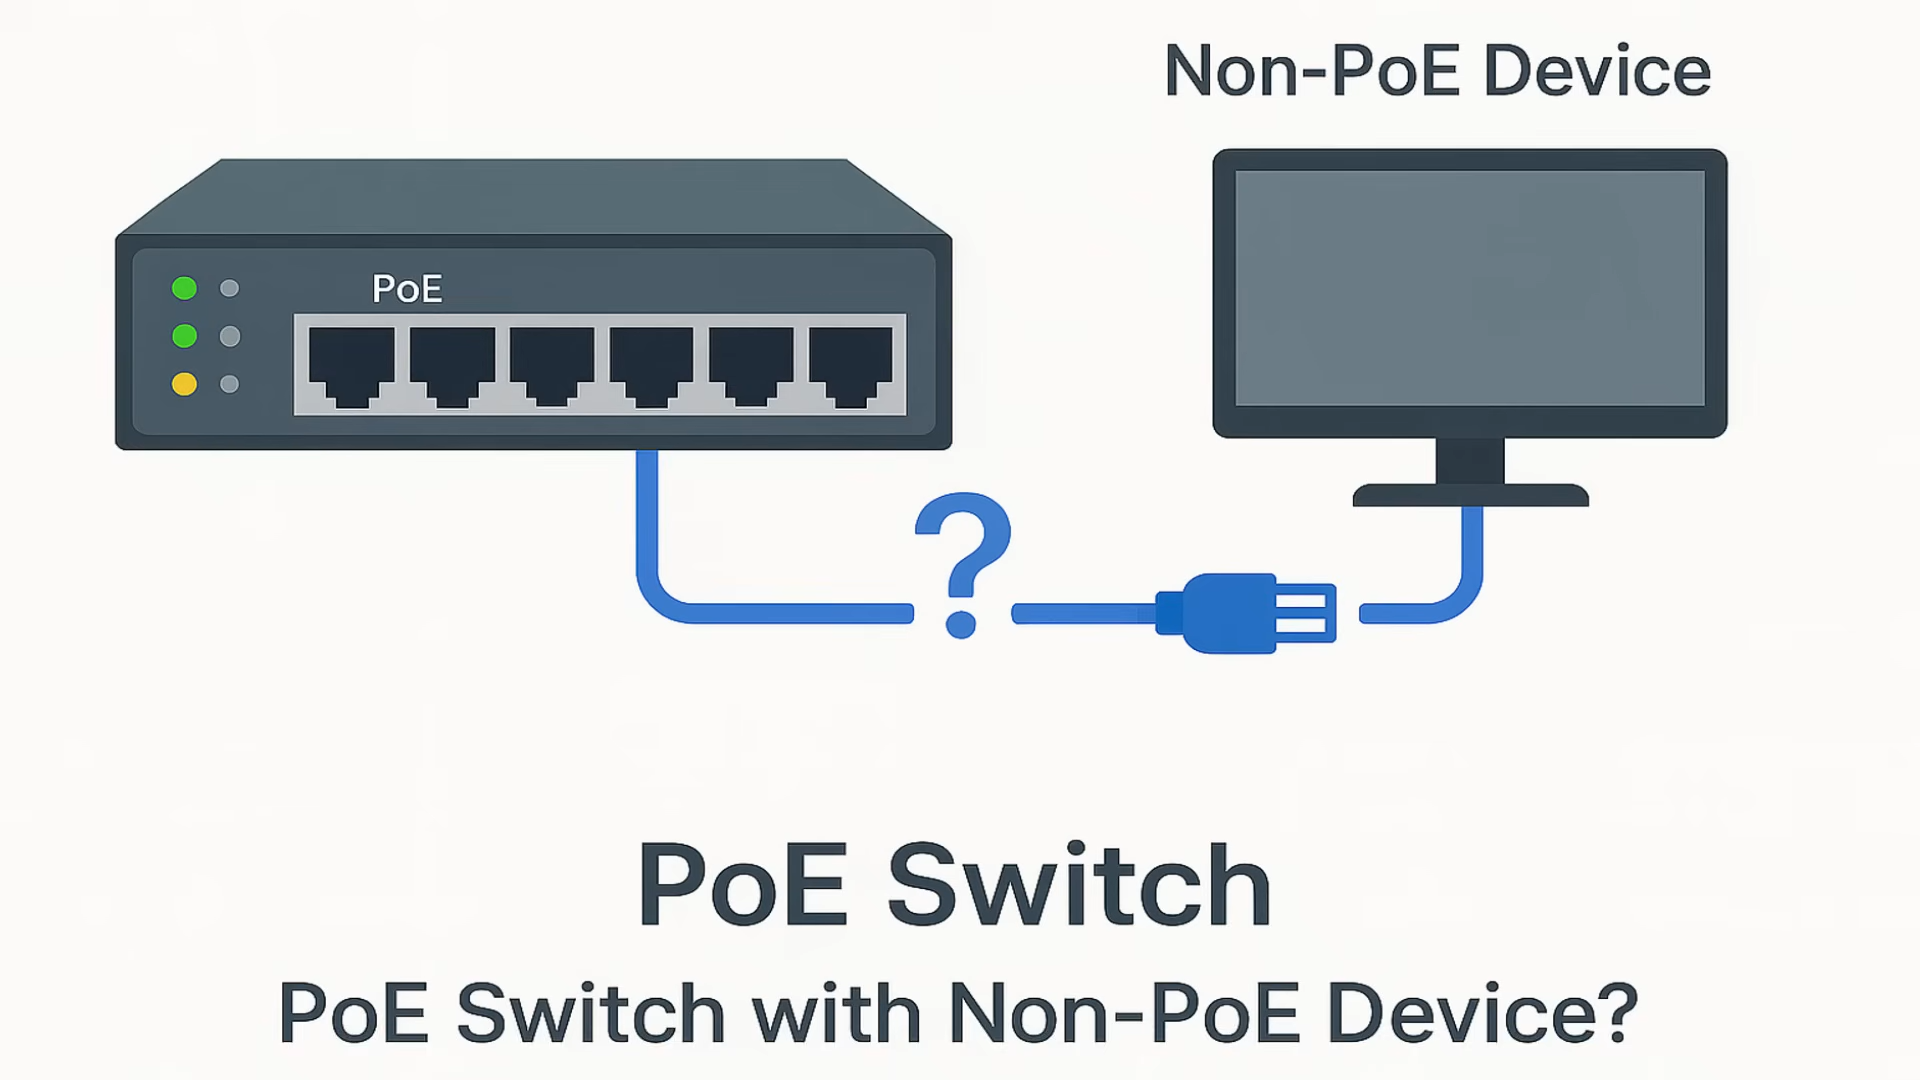 Non-PoE Device
PoE
?
PoE Switch
PoE Switch with Non-PoE Device?